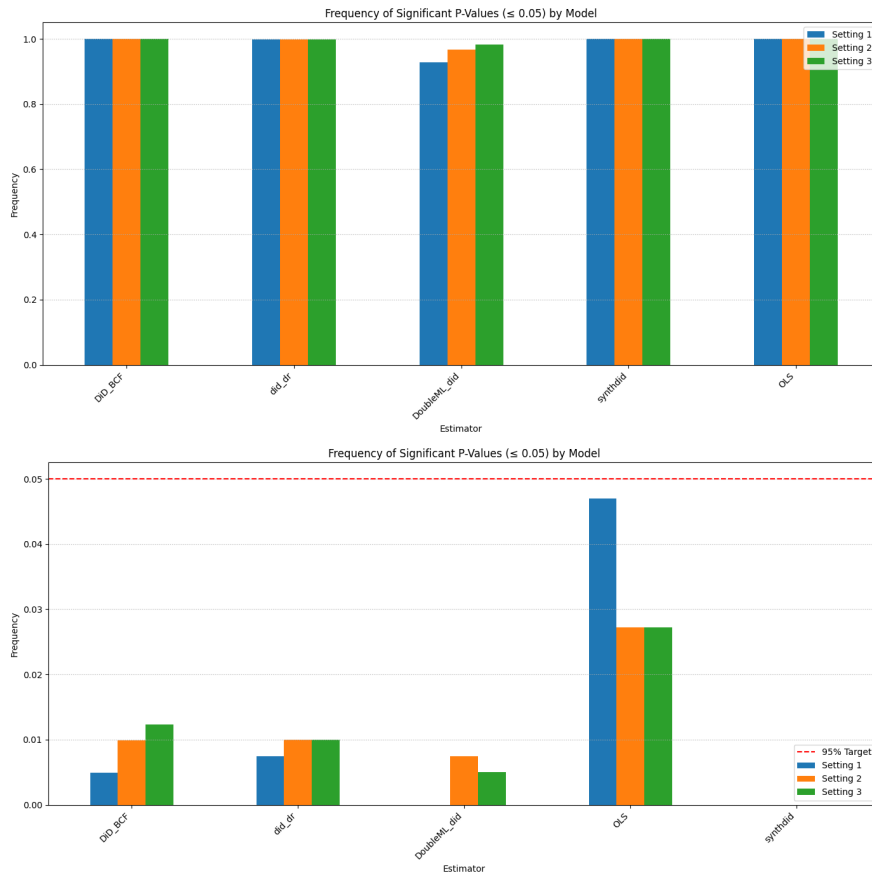 Frequency of Significant P-Values (≤ 0.05) by Model
1.0
0.8
0.6
0.4
0.2
0.0
Frequency
Setting 1
Setting 2
Setting 3
DiD_BCF
did_dr
DoubleML_did
synthdid
OLS
Estimator
Frequency of Significant P-Values (≤ 0.05) by Model
0.05
0.04
0.03
0.02
0.01
0.00
Frequency
95% Target
Setting 1
Setting 2
Setting 3
DiD_BCF
did_dr
DoubleML_did
OLS
synthdid
Estimator